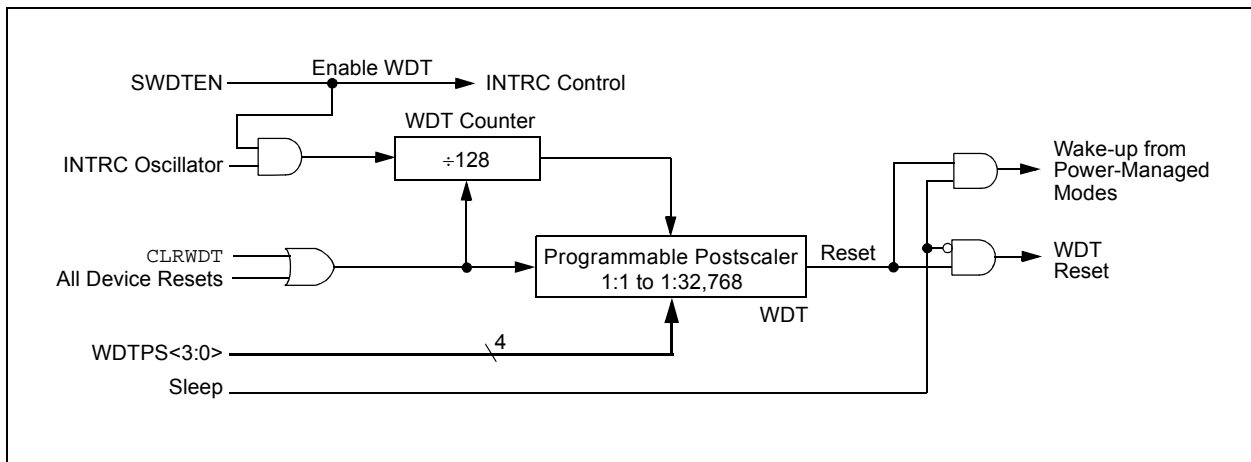 SWDTEN
Enable WDT
INTRC Control
WDT Counter
INTRC Oscillator
÷128
Wake-up from
Power-Managed
Modes
CLRWDT
All Device Resets
Programmable Postscaler
1:1 to 1:32,768
Reset
WDT
Reset
WDT
WDTPS<3:0>
4
Sleep